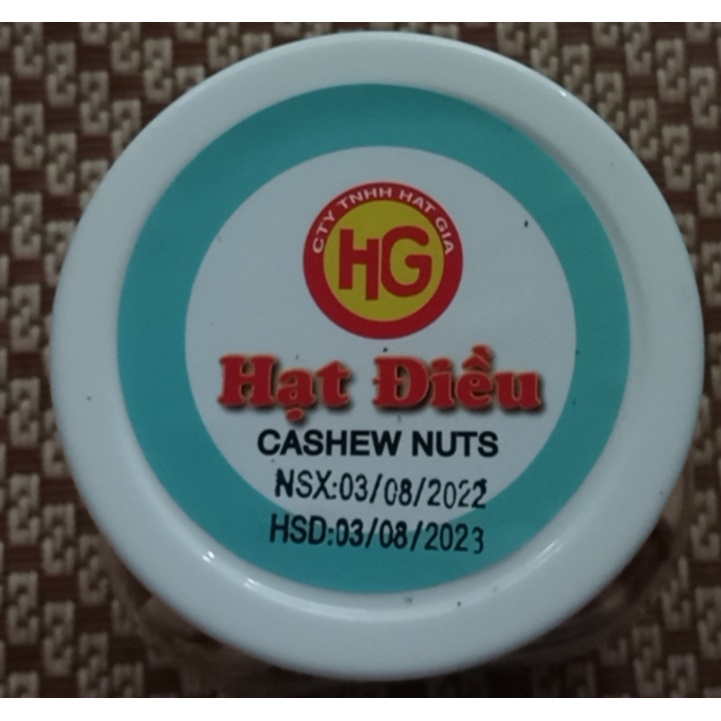 CTY TNHH HẠT GIA
HG
Hạt Điều
CASHEW NUTS
NSX:03/08/2022
HSD:03/08/2023